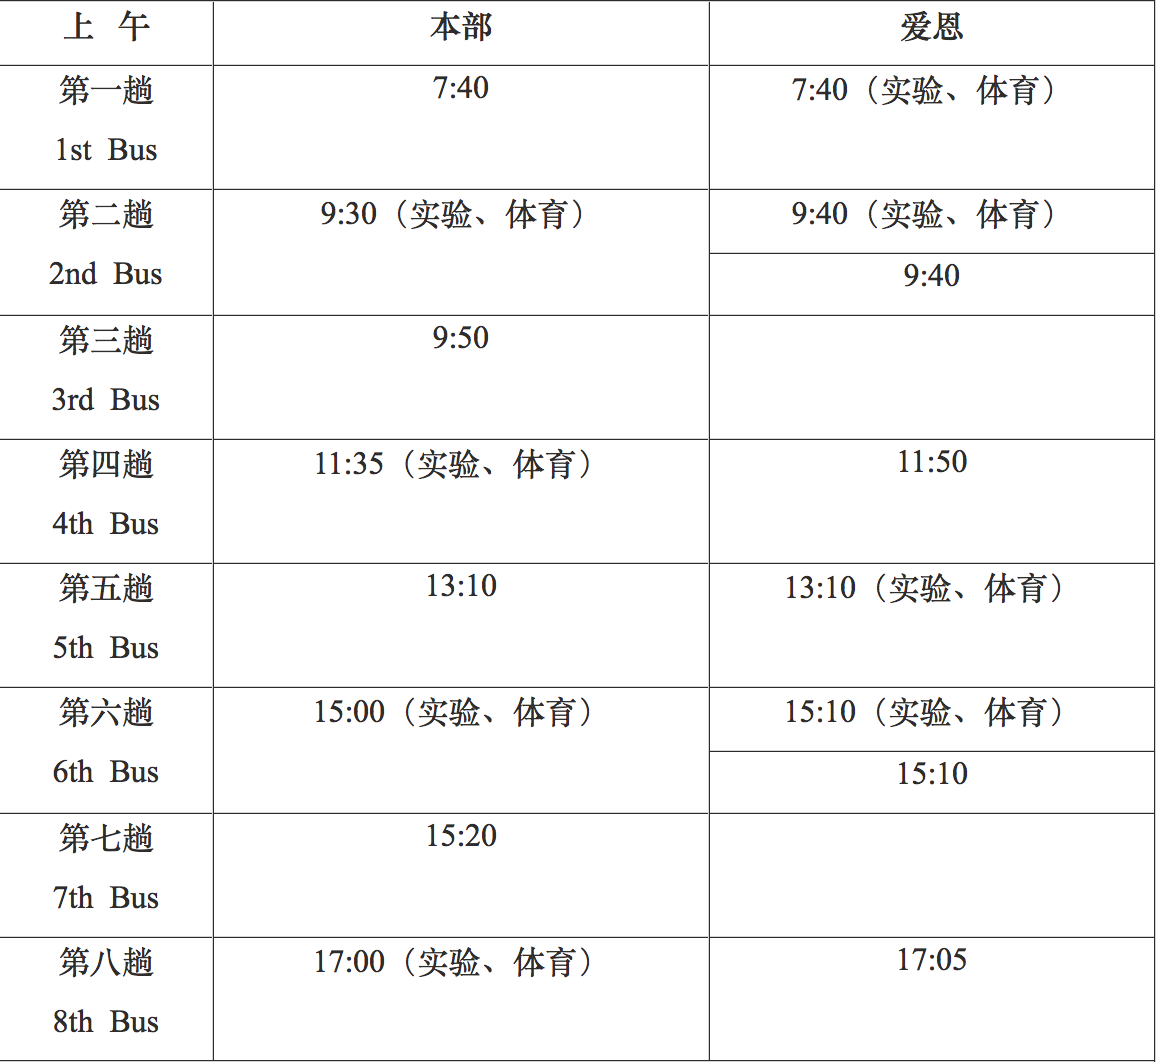 上 午 本部 爱恩
第一趟 7:40 7:40（实验、体育）
1st Bus
第二趟 9:30（实验、体育） 9:40（实验、体育）
2nd Bus 9:40
第三趟 9:50
3rd Bus
第四趟 11:35（实验、体育） 11:50
4th Bus
第五趟 13:10 13:10（实验、体育）
5th Bus
第六趟 15:00（实验、体育） 15:10（实验、体育）
6th Bus 15:10
第七趟 15:20
7th Bus
第八趟 17:00（实验、体育） 17:05
8th Bus